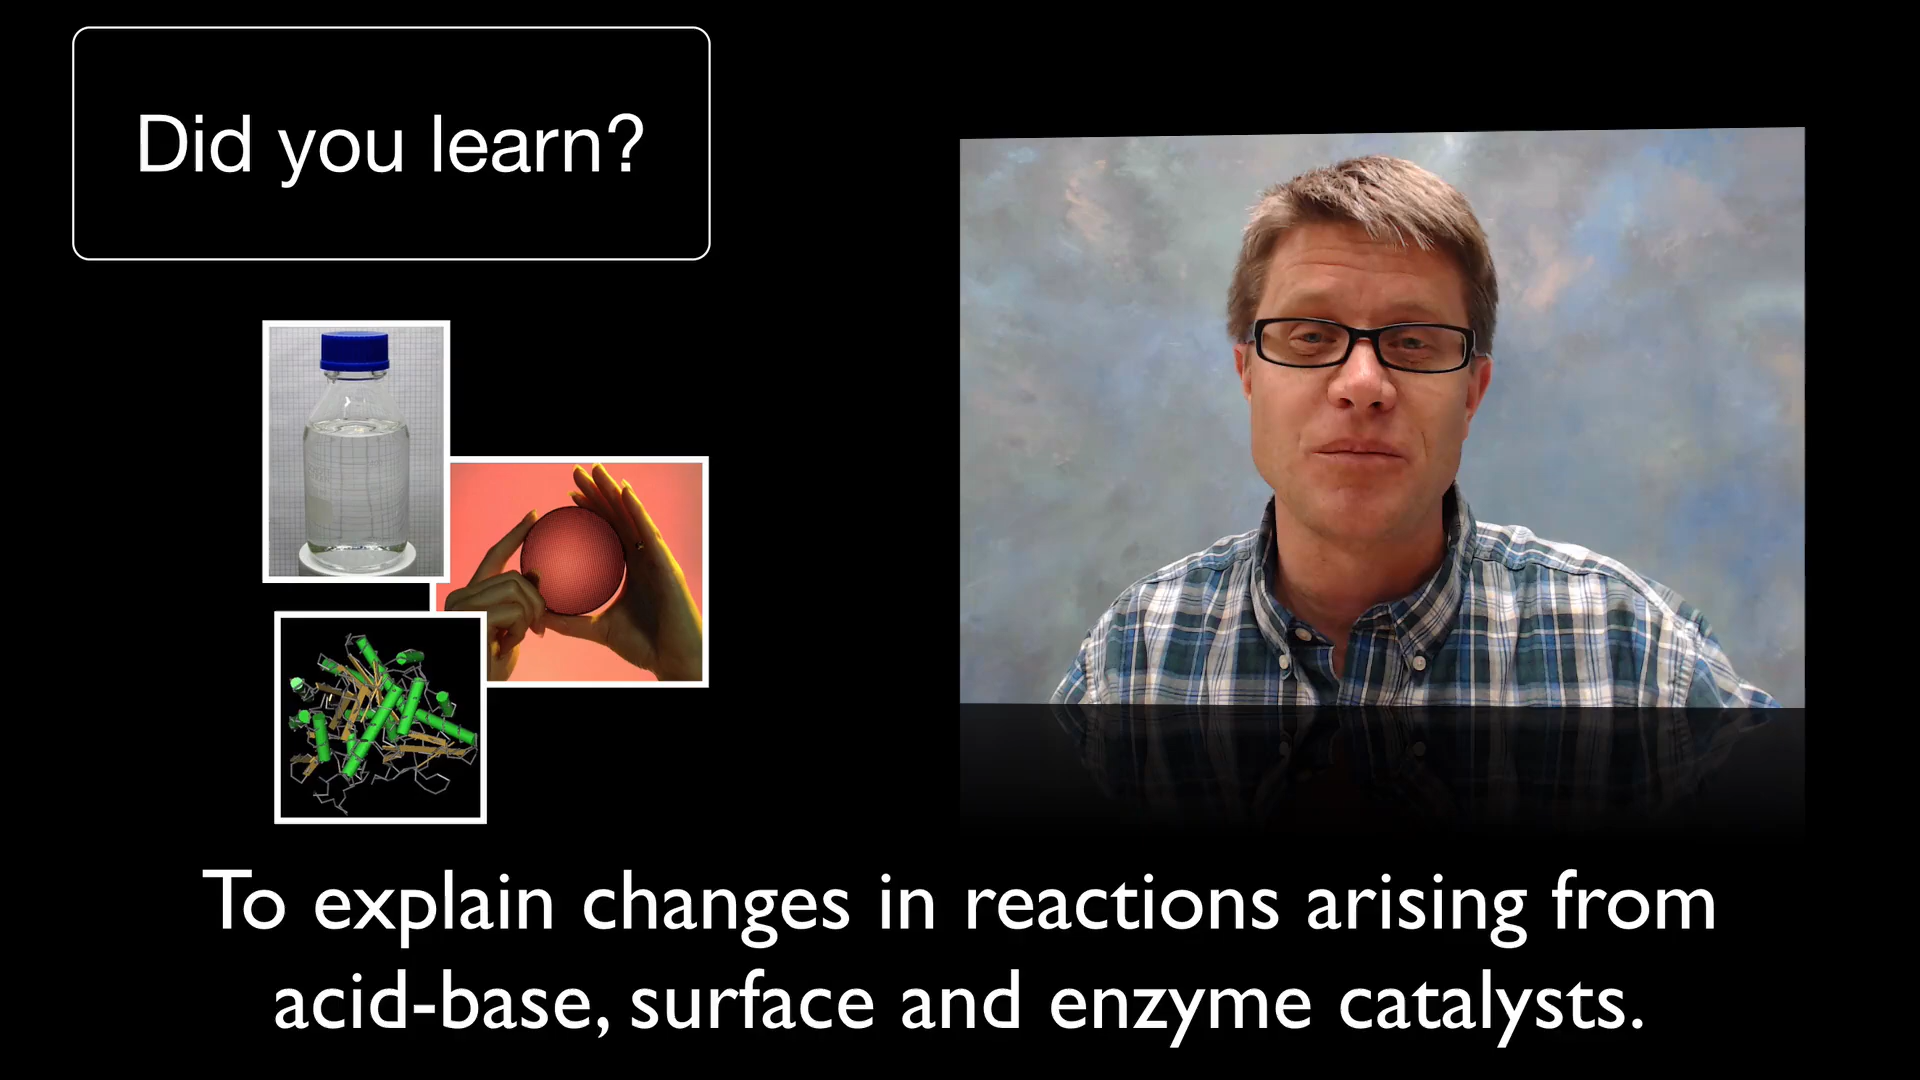 Did you learn?
To explain changes in reactions arising from
acid-base, surface and enzyme catalysts.